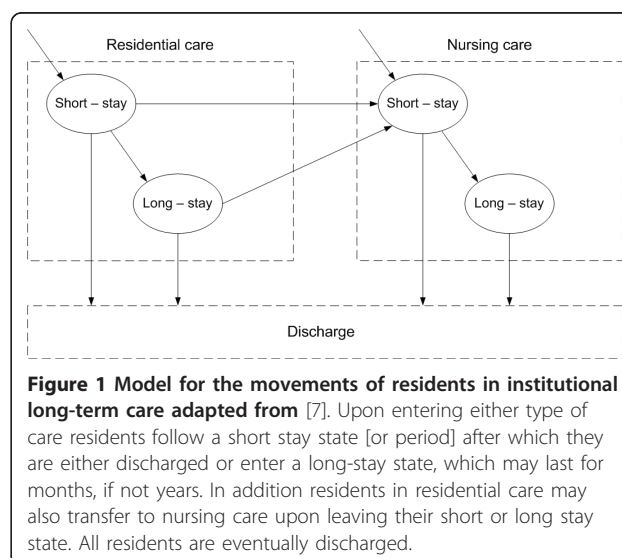 Residential care
Nursing care
Short – stay
Short – stay
Long – stay
Long – stay
Discharge
Figure 1 Model for the movements of residents in institutional
long-term care adapted from [7]. Upon entering either type of
care residents follow a short stay state [or period] after which they
are either discharged or enter a long-stay state, which may last for
months, if not years. In addition residents in residential care may
also transfer to nursing care upon leaving their short or long stay
state. All residents are eventually discharged.